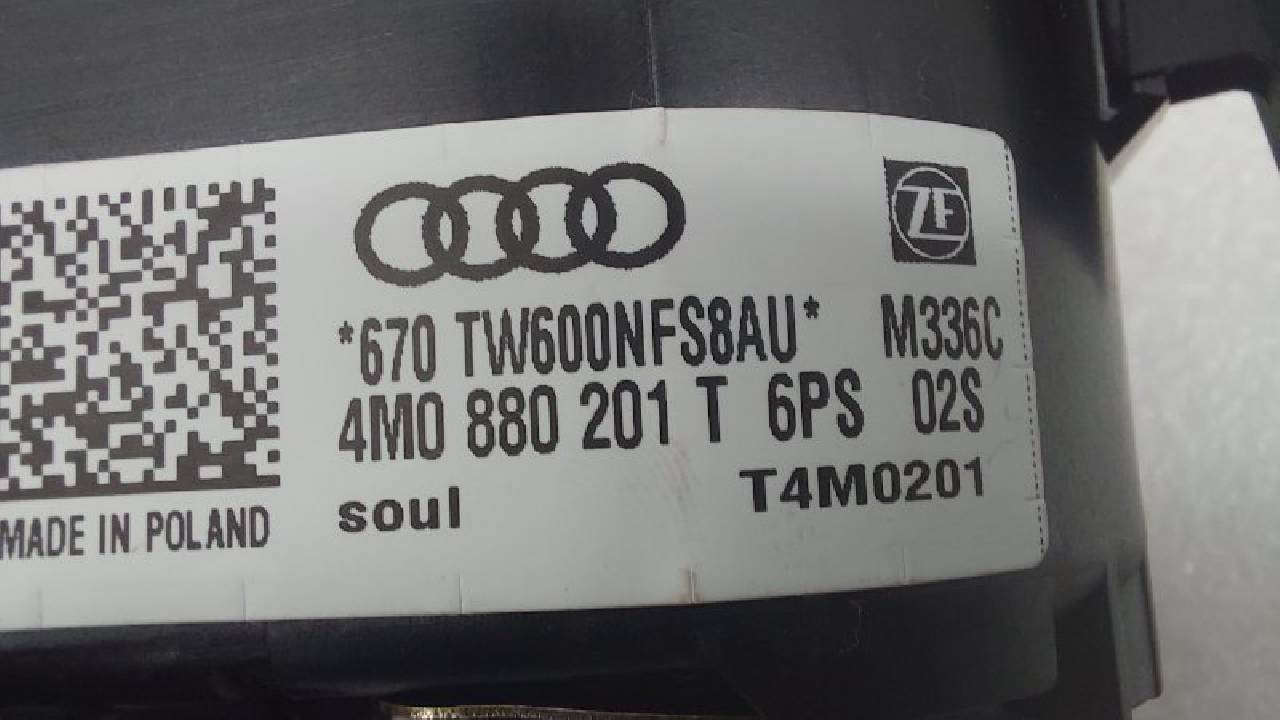 ZF
*670 TW600NFS8AU* M336C
4M0 880 201 T 6PS 02S
soul T4M0201
MADE IN POLAND